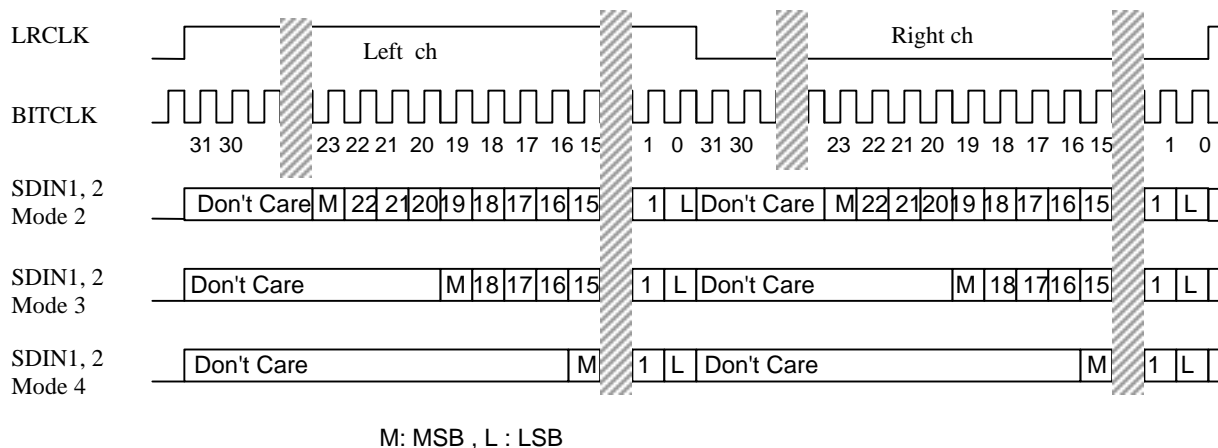 LRCLK
Left ch
Right ch
BITCLK
31 30 23 22 21 20 19 18 17 16 15 1 0 31 30 23 22 21 20 19 18 17 16 15 1 0
SDIN1, 2
Mode 2
Don't Care M 22 21 20 19 18 17 16 15 1 L Don't Care M 22 21 20 19 18 17 16 15 1 L
SDIN1, 2
Mode 3
Don't Care M 18 17 16 15 1 L Don't Care M 18 17 16 15 1 L
SDIN1, 2
Mode 4
Don't Care M 1 L Don't Care M 1 L
M: MSB , L : LSB